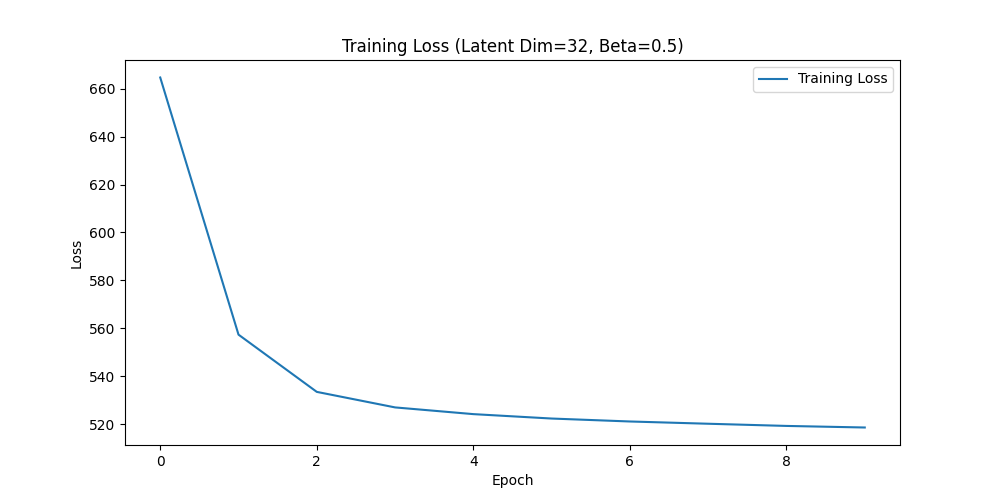 Training Loss (Latent Dim=32, Beta=0.5)
Training Loss
660
640
620
600
580
560
540
520
Loss
0 2 4 6 8
Epoch